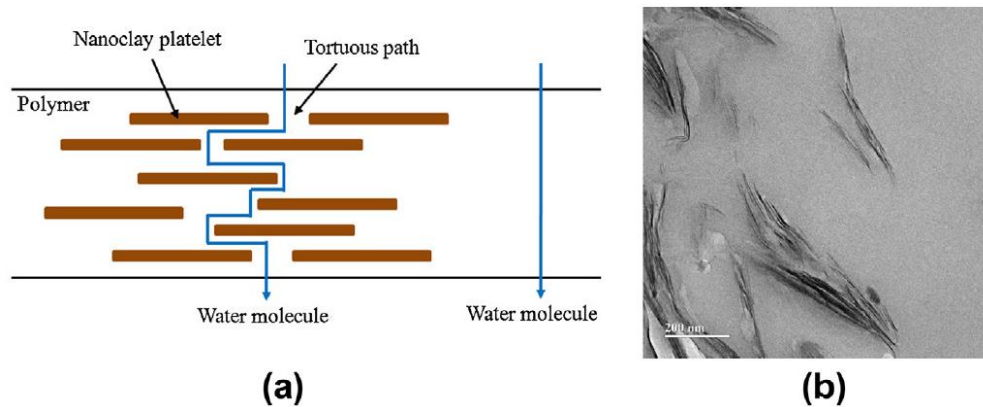 Nanoclay platelet
Tortuous path
Polymer
Water molecule
Water molecule
200 nm
(a)
(b)